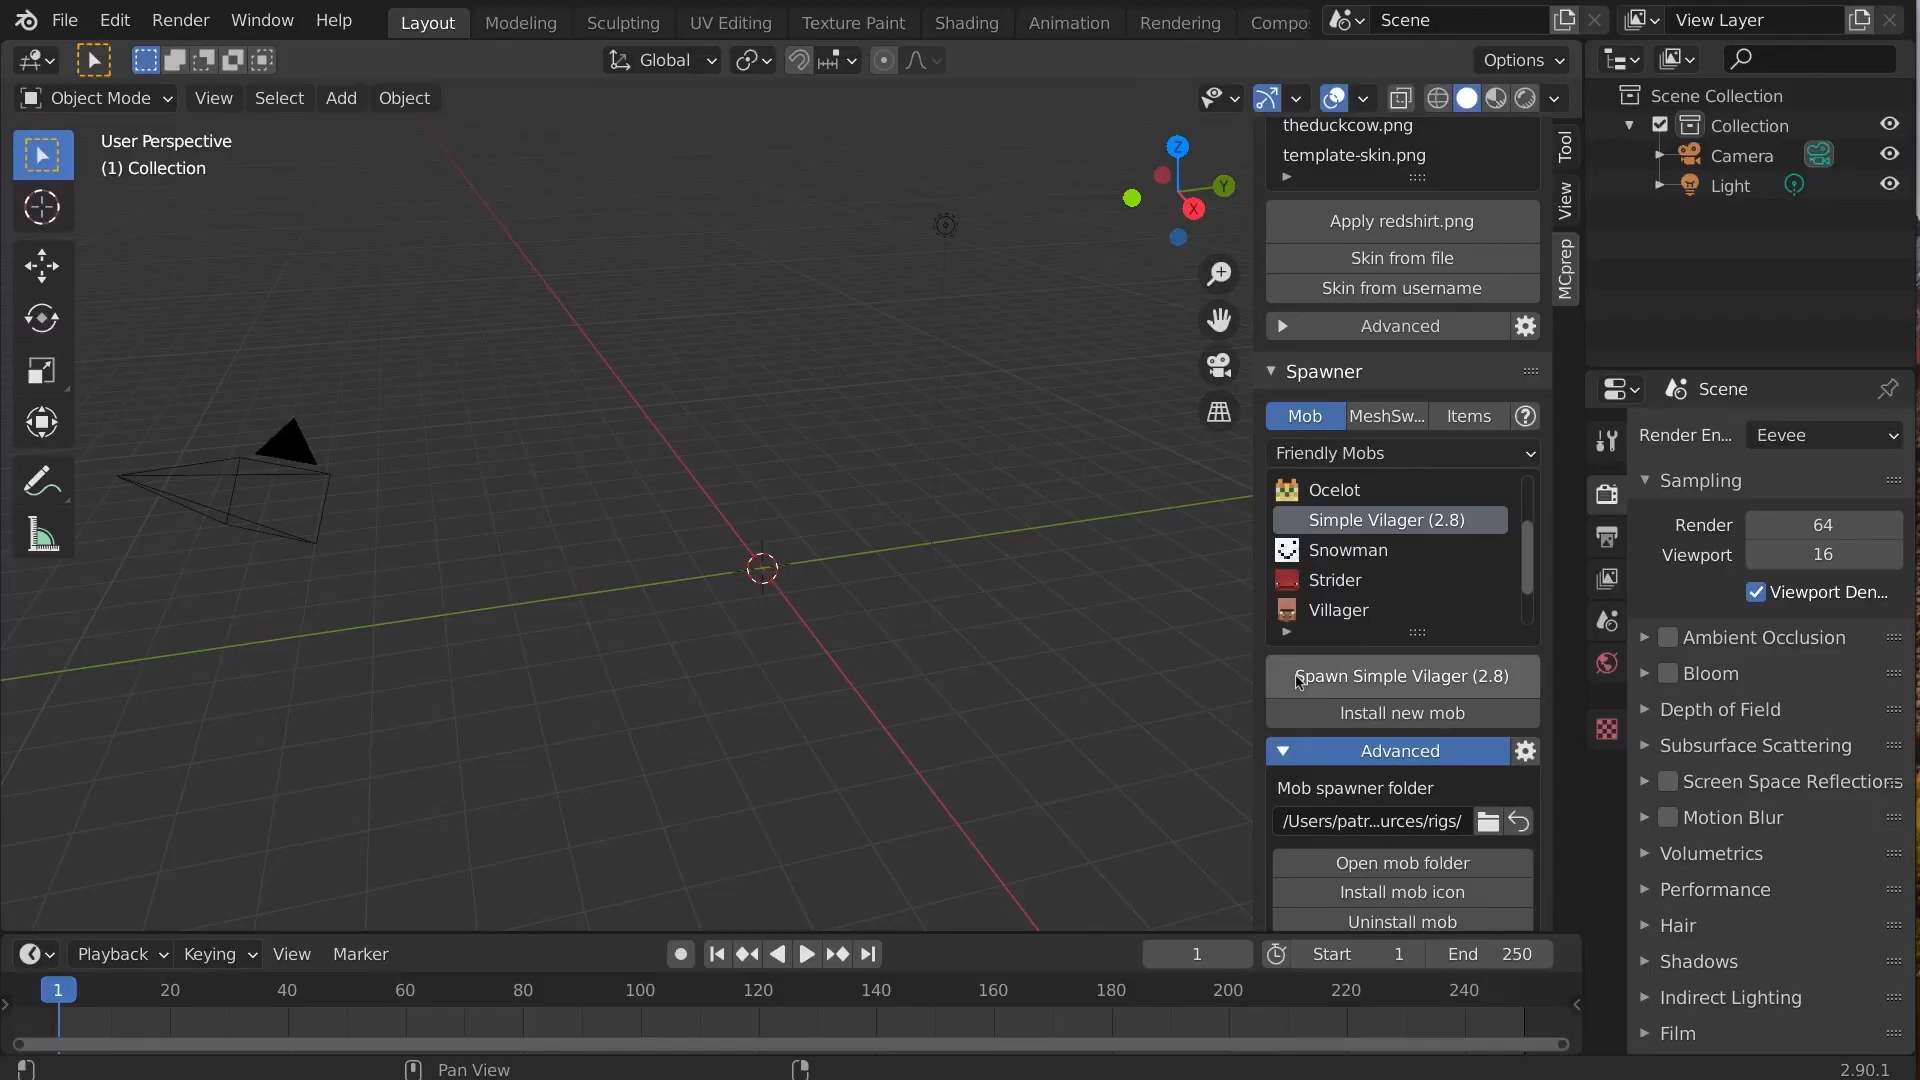 File Edit Render Window Help Layout Modeling Sculpting UV Editing Texture Paint Shading Animation Rendering Compo Scene View Layer
Global Options
Object Mode View Select Add Object
User Perspective
(1) Collection
Z
Y
X
theduckcow.png
template-skin.png
Apply redshirt.png
Skin from file
Skin from username
Advanced
Spawner
Mob MeshSw... Items ?
Friendly Mobs
Ocelot
Simple Vilager (2.8)
Snowman
Strider
Villager
Spawn Simple Vilager (2.8)
Install new mob
Advanced
Mob spawner folder
/Users/patr...urces/rigs/
Open mob folder
Install mob icon
Uninstall mob
Tool
View
MCprep
Scene Collection
Collection
Camera
Light
Scene
Render En... Eevee
Sampling
Render 64
Viewport 16
Viewport Den...
Ambient Occlusion
Bloom
Depth of Field
Subsurface Scattering
Screen Space Reflections
Motion Blur
Volumetrics
Performance
Hair
Shadows
Indirect Lighting
Film
Playback Keying View Marker 1 Start 1 End 250
1 20 40 60 80 100 120 140 160 180 200 220 240
Pan View 2.90.1